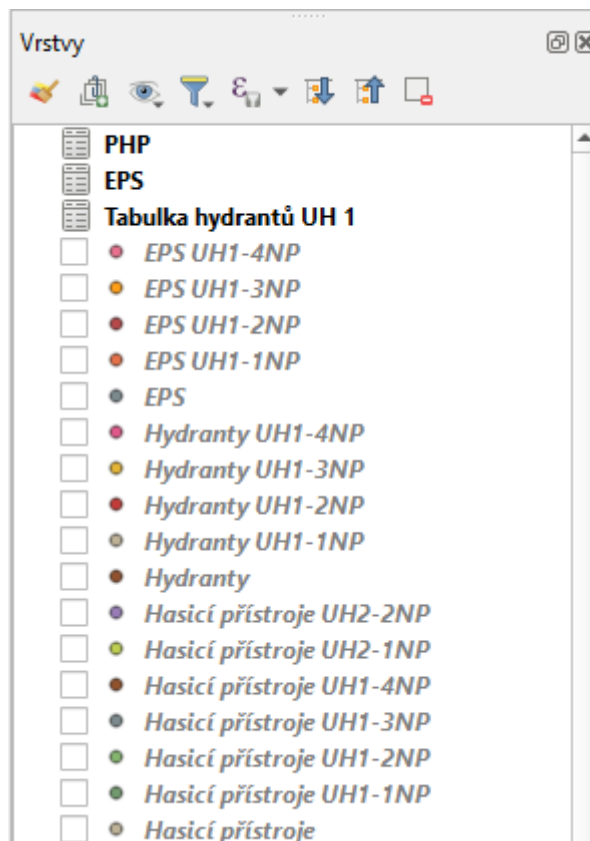 Vrstvy
PHP
EPS
Tabulka hydrantů UH 1
EPS UH1-4NP
EPS UH1-3NP
EPS UH1-2NP
EPS UH1-1NP
EPS
Hydranty UH1-4NP
Hydranty UH1-3NP
Hydranty UH1-2NP
Hydranty UH1-1NP
Hydranty
Hasicí přístroje UH2-2NP
Hasicí přístroje UH2-1NP
Hasicí přístroje UH1-4NP
Hasicí přístroje UH1-3NP
Hasicí přístroje UH1-2NP
Hasicí přístroje UH1-1NP
Hasicí přístroje